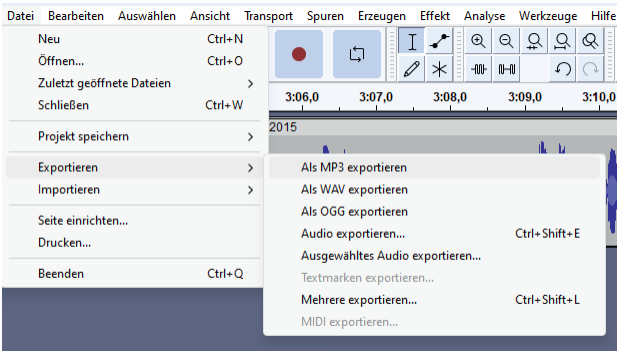 Datei Bearbeiten Auswählen Ansicht Transport Spuren Erzeugen Effekt Analyse Werkzeuge Hilfe
Neu Ctrl+N
Öffnen... Ctrl+O
Zuletzt geöffnete Dateien
Schließen Ctrl+W
Projekt speichern
Exportieren
Importieren
Seite einrichten...
Drucken...
Beenden Ctrl+Q
3:06,0 3:07,0 3:08,0 3:09,0 3:10,0
2015
Als MP3 exportieren
Als WAV exportieren
Als OGG exportieren
Audio exportieren... Ctrl+Shift+E
Ausgewähltes Audio exportieren...
Textmarken exportieren...
Mehrere exportieren... Ctrl+Shift+L
MIDI exportieren...